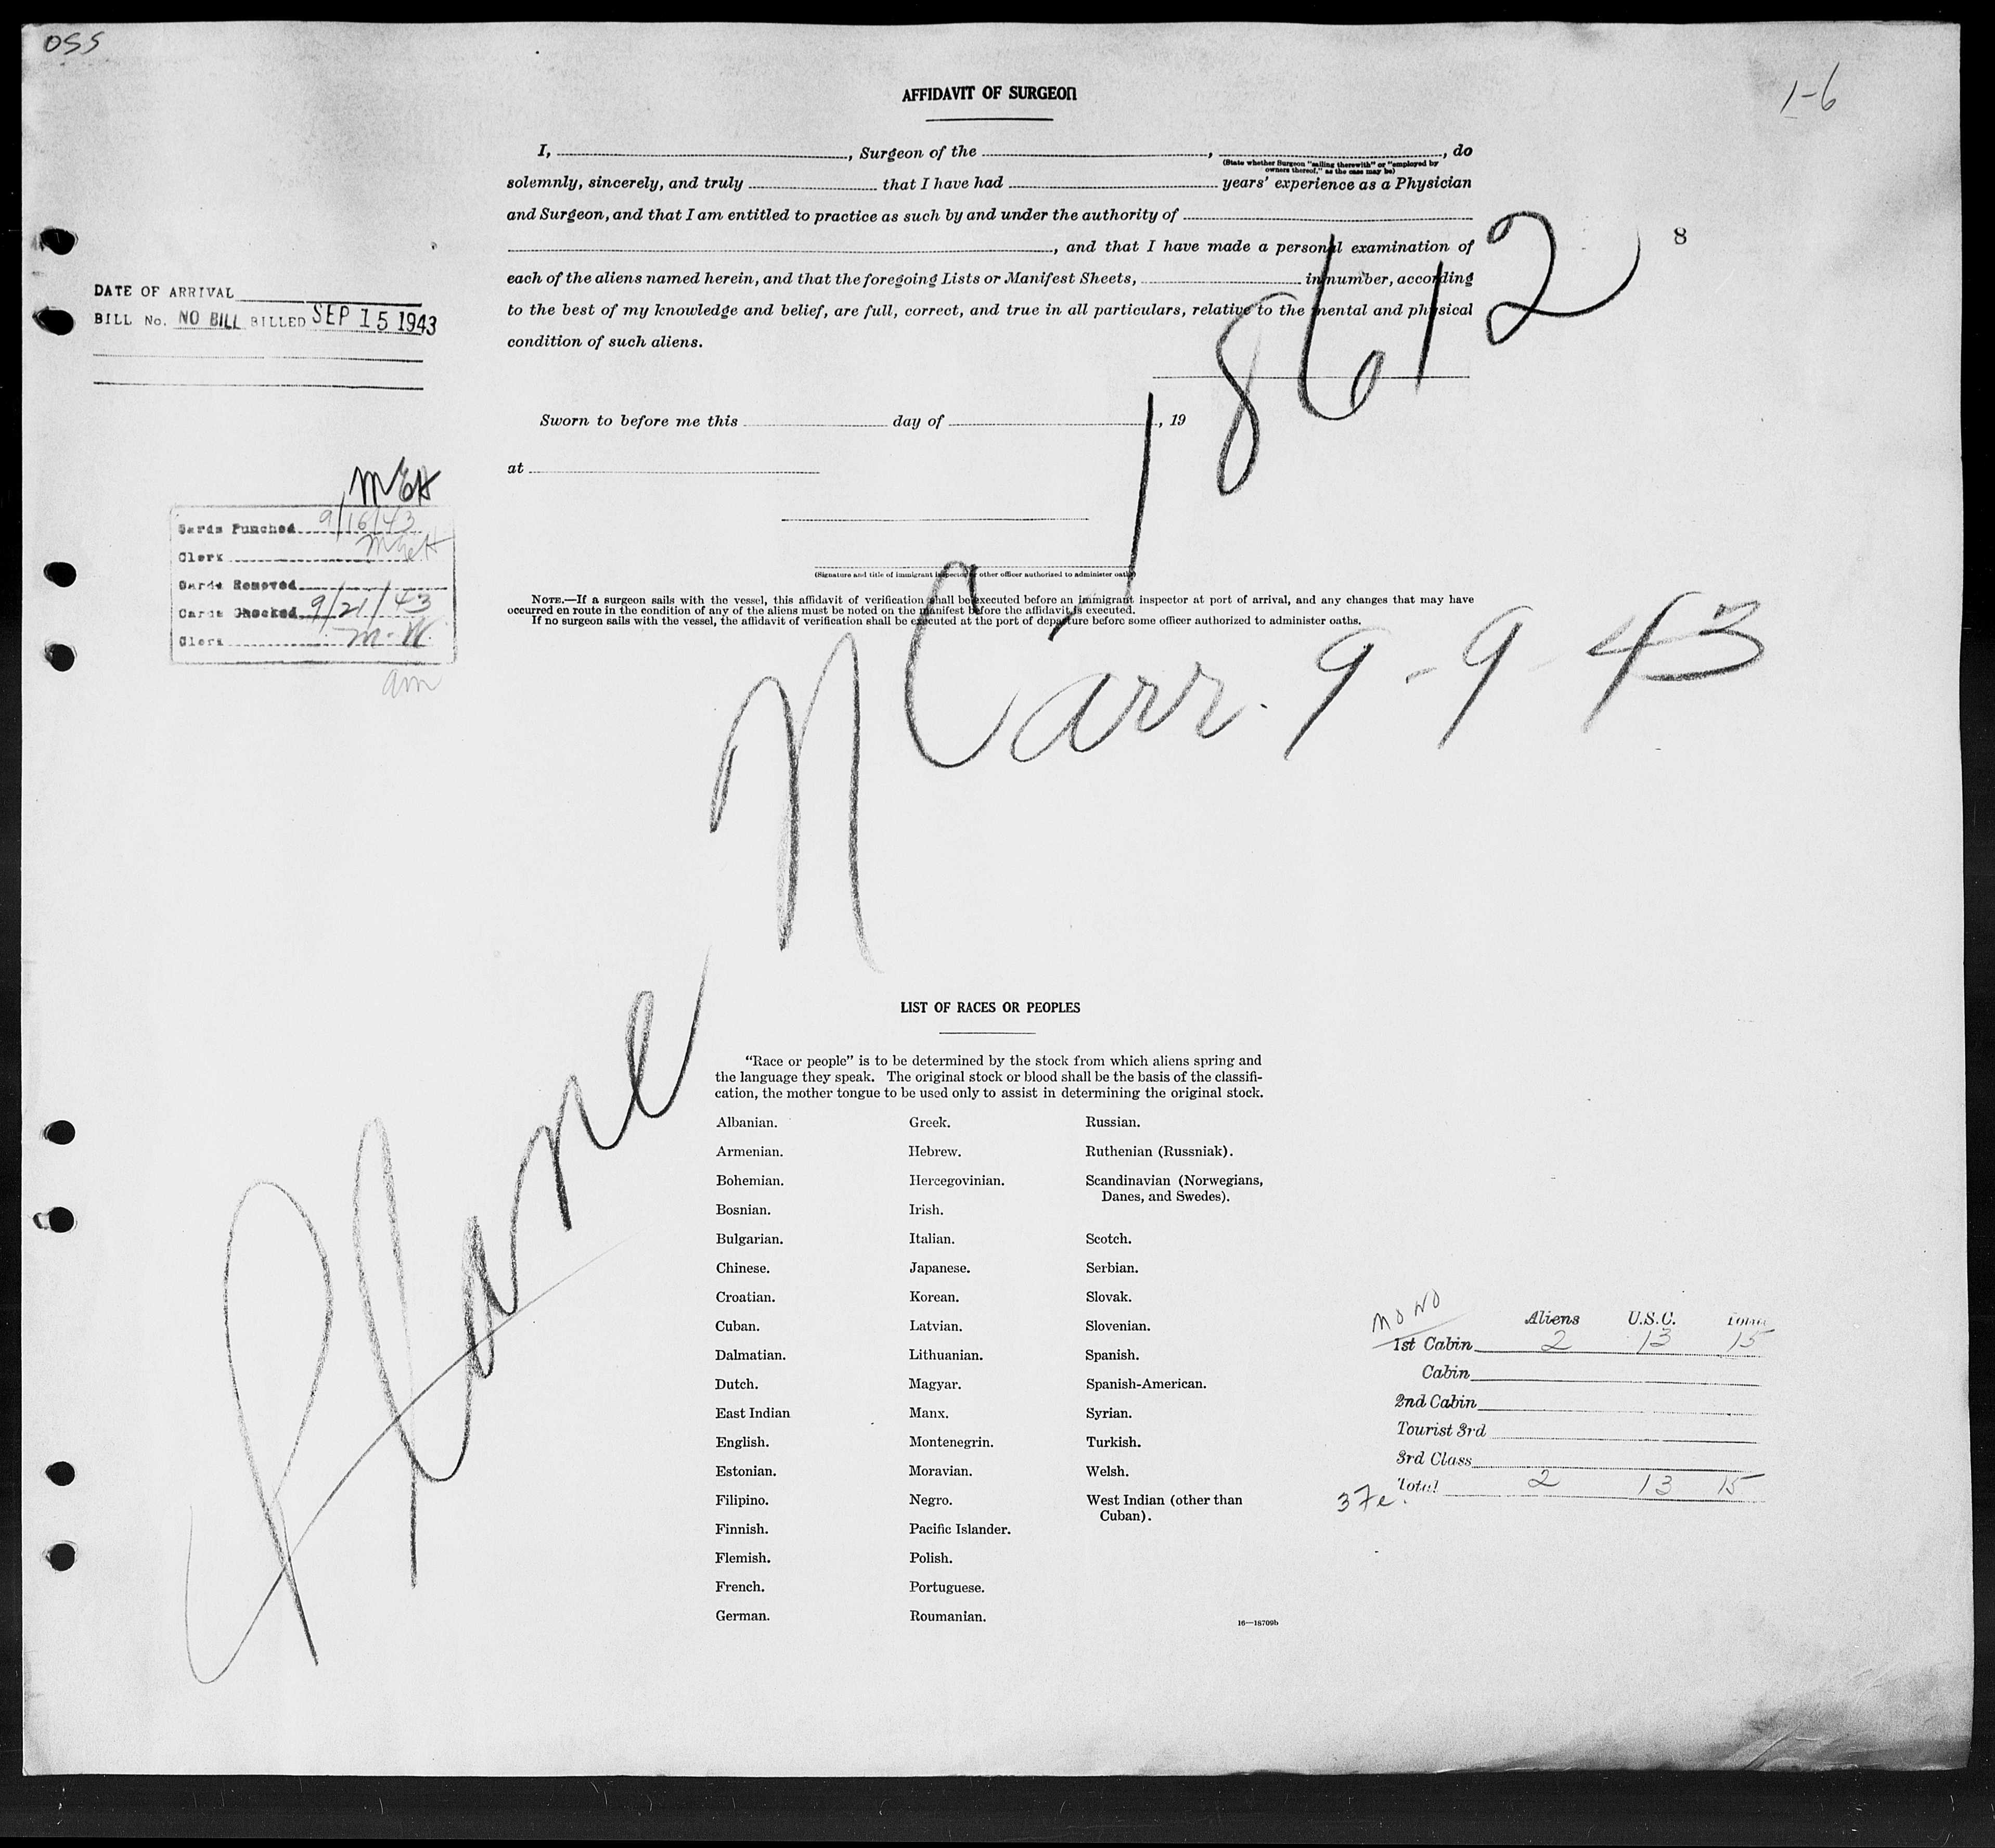 OSS
1-6
AFFIDAVIT OF SURGEON
I, , Surgeon of the , , do
(State whether Surgeon "sailing therewith" or "employed by
owners thereof," as the case may be)
solemnly, sincerely, and truly that I have had years' experience as a Physician
and Surgeon, and that I am entitled to practice as such by and under the authority of
, and that I have made a personal examination of
8
each of the aliens named herein, and that the foregoing Lists or Manifest Sheets, in number, according
to the best of my knowledge and belief, are full, correct, and true in all particulars, relative to the mental and physical
condition of such aliens.
DATE OF ARRIVAL
BILL No. NO BILL BILLED SEP 15 1943
Sworn to before me this day of , 19
at
(Signature and title of immigrant inspector or other officer authorized to administer oaths)
NOTE.—If a surgeon sails with the vessel, this affidavit of verification shall be executed before an immigrant inspector at port of arrival, and any changes that may have
occurred en route in the condition of any of the aliens must be noted on the manifest before the affidavit is executed.
If no surgeon sails with the vessel, the affidavit of verification shall be executed at the port of departure before some officer authorized to administer oaths.
Cards Punched 9/16/43
Clerk
Cards Removed
Cards Checked 9/21/43
Clerk M.W.
am
Plane NC 18612
arr. 9-9-43
LIST OF RACES OR PEOPLES
"Race or people" is to be determined by the stock from which aliens spring and
the language they speak. The original stock or blood shall be the basis of the classifi-
cation, the mother tongue to be used only to assist in determining the original stock.
Albanian.
Armenian.
Bohemian.
Bosnian.
Bulgarian.
Chinese.
Croatian.
Cuban.
Dalmatian.
Dutch.
East Indian
English.
Estonian.
Filipino.
Finnish.
Flemish.
French.
German.
Greek.
Hebrew.
Hercegovinian.
Irish.
Italian.
Japanese.
Korean.
Latvian.
Lithuanian.
Magyar.
Manx.
Montenegrin.
Moravian.
Negro.
Pacific Islander.
Polish.
Portuguese.
Roumanian.
Russian.
Ruthenian (Russniak).
Scandinavian (Norwegians,
Danes, and Swedes).
Scotch.
Serbian.
Slovak.
Slovenian.
Spanish.
Spanish-American.
Syrian.
Turkish.
Welsh.
West Indian (other than
Cuban).
16—18709b
Aliens U.S.C. Total
1st Cabin 2 13 15
Cabin
2nd Cabin
Tourist 3rd
3rd Class
Total 2 13 15